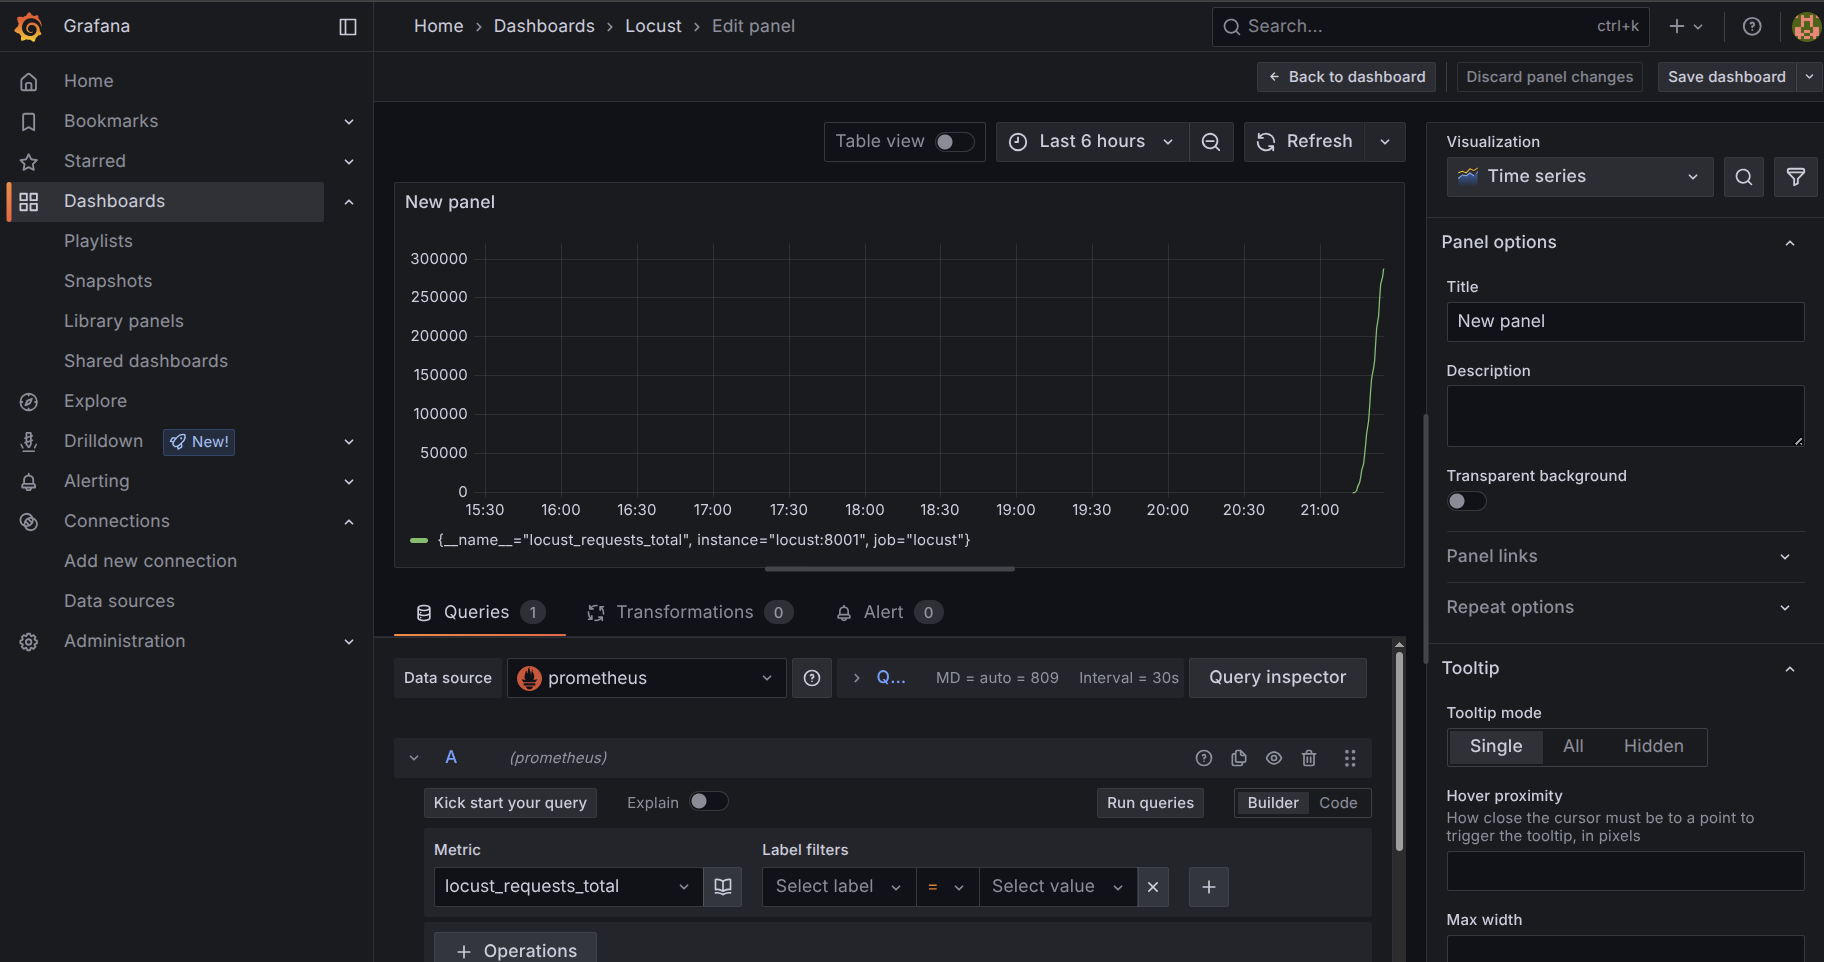 Grafana
Home › Dashboards › Locust › Edit panel
Search... ctrl+k
Home
Bookmarks
Starred
Dashboards
Playlists
Snapshots
Library panels
Shared dashboards
Explore
Drilldown New!
Alerting
Connections
Add new connection
Data sources
Administration
← Back to dashboard Discard panel changes Save dashboard
Table view Last 6 hours Refresh
New panel
300000
250000
200000
150000
100000
50000
0
15:30 16:00 16:30 17:00 17:30 18:00 18:30 19:00 19:30 20:00 20:30 21:00
{__name__="locust_requests_total", instance="locust:8001", job="locust"}
Queries 1 Transformations 0 Alert 0
Data source prometheus Q... MD = auto = 809 Interval = 30s Query inspector
A (prometheus)
Kick start your query Explain Run queries Builder Code
Metric Label filters
locust_requests_total Select label = Select value
+ Operations
Visualization
Time series
Panel options
Title
New panel
Description
Transparent background
Panel links
Repeat options
Tooltip
Tooltip mode
Single All Hidden
Hover proximity
How close the cursor must be to a point to
trigger the tooltip, in pixels
Max width